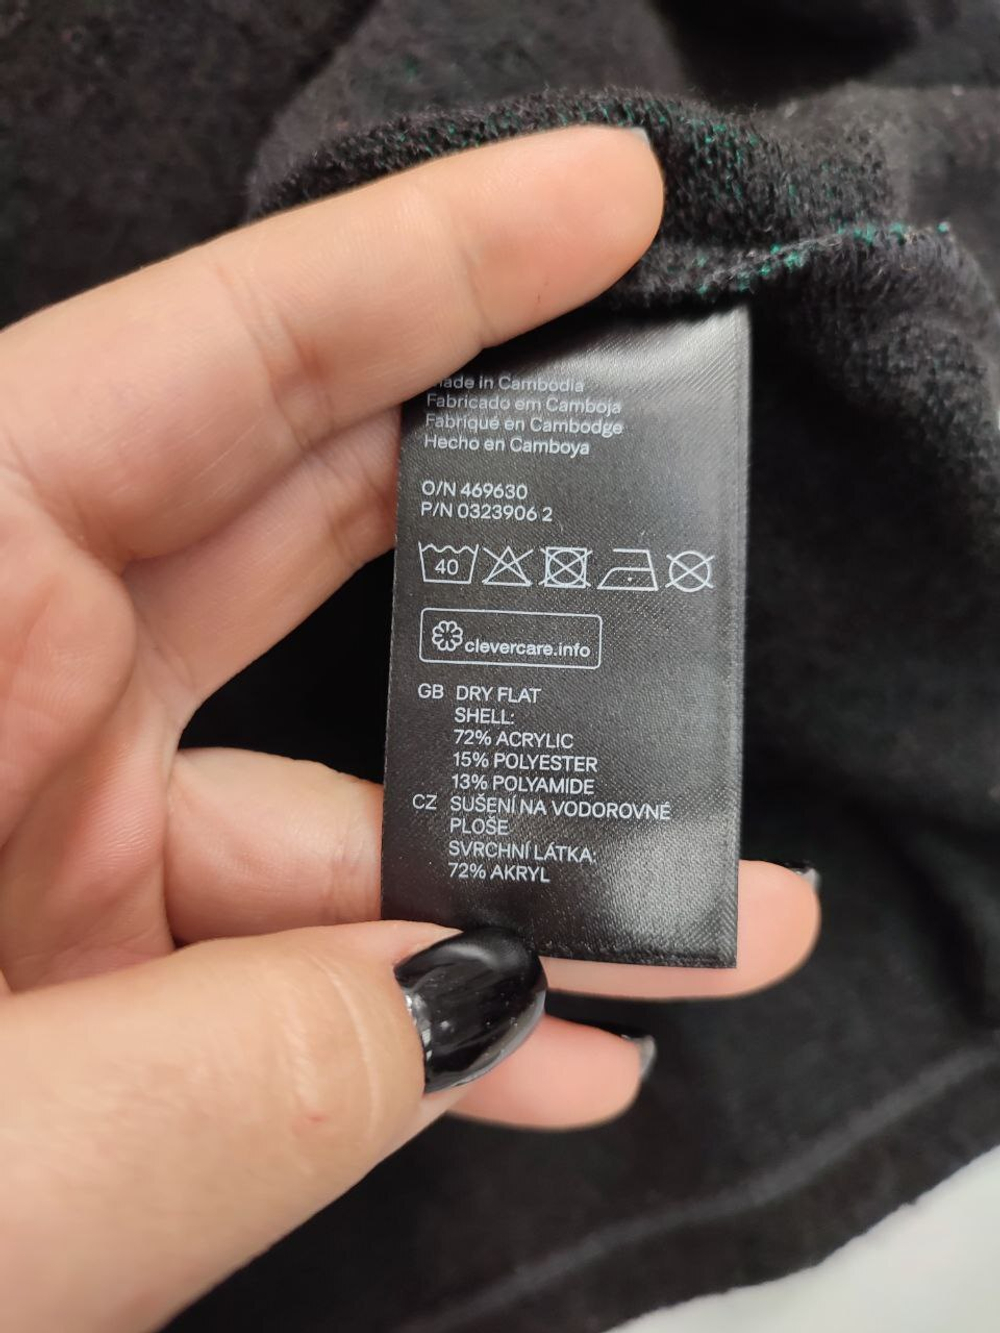 Made in Cambodia
Fabricado em Camboja
Fabriqué en Cambodge
Hecho en Camboya
O/N 469630
P/N 0323906 2
40
clevercare.info
GB DRY FLAT
SHELL:
72% ACRYLIC
15% POLYESTER
13% POLYAMIDE
CZ SUŠENÍ NA VODOROVNÉ
PLOŠE
SVRCHNÍ LÁTKA:
72% AKRYL